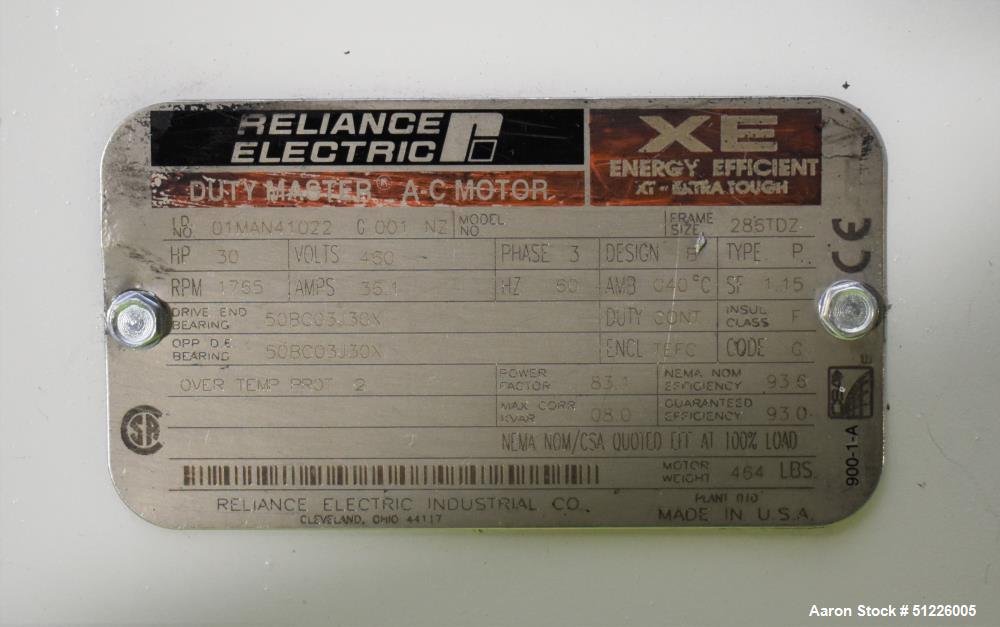 RELIANCE
ELECTRIC
XE
ENERGY EFFICIENT
XT - EXTRA TOUGH
DUTY MASTER® A-C MOTOR
I.D. NO. 01MAN41022 G 001 NZ MODEL NO. FRAME SIZE 286TDZ
HP 30 VOLTS 460 PHASE 3 DESIGN B TYPE P
RPM 1765 AMPS 36.1 HZ 60 AMB 040°C SF 1.15
DRIVE END BEARING 50BC03J30X DUTY CONT INSUL CLASS F
OPP D.E. BEARING 50BC03J30X ENCL TEFC CODE G
OVER TEMP PROT 2 POWER FACTOR 83.1 NEMA NOM EFFICIENCY 93.6
MAX CORR KVAR 08.0 GUARANTEED EFFICIENCY 93.0
NEMA NOM/CSA QUOTED EFF AT 100% LOAD
MOTOR WEIGHT 464 LBS.
RELIANCE ELECTRIC INDUSTRIAL CO. PLANT 010
CLEVELAND, OHIO 44117 MADE IN U.S.A.
CE
900-1-A
Aaron Stock # 51226005